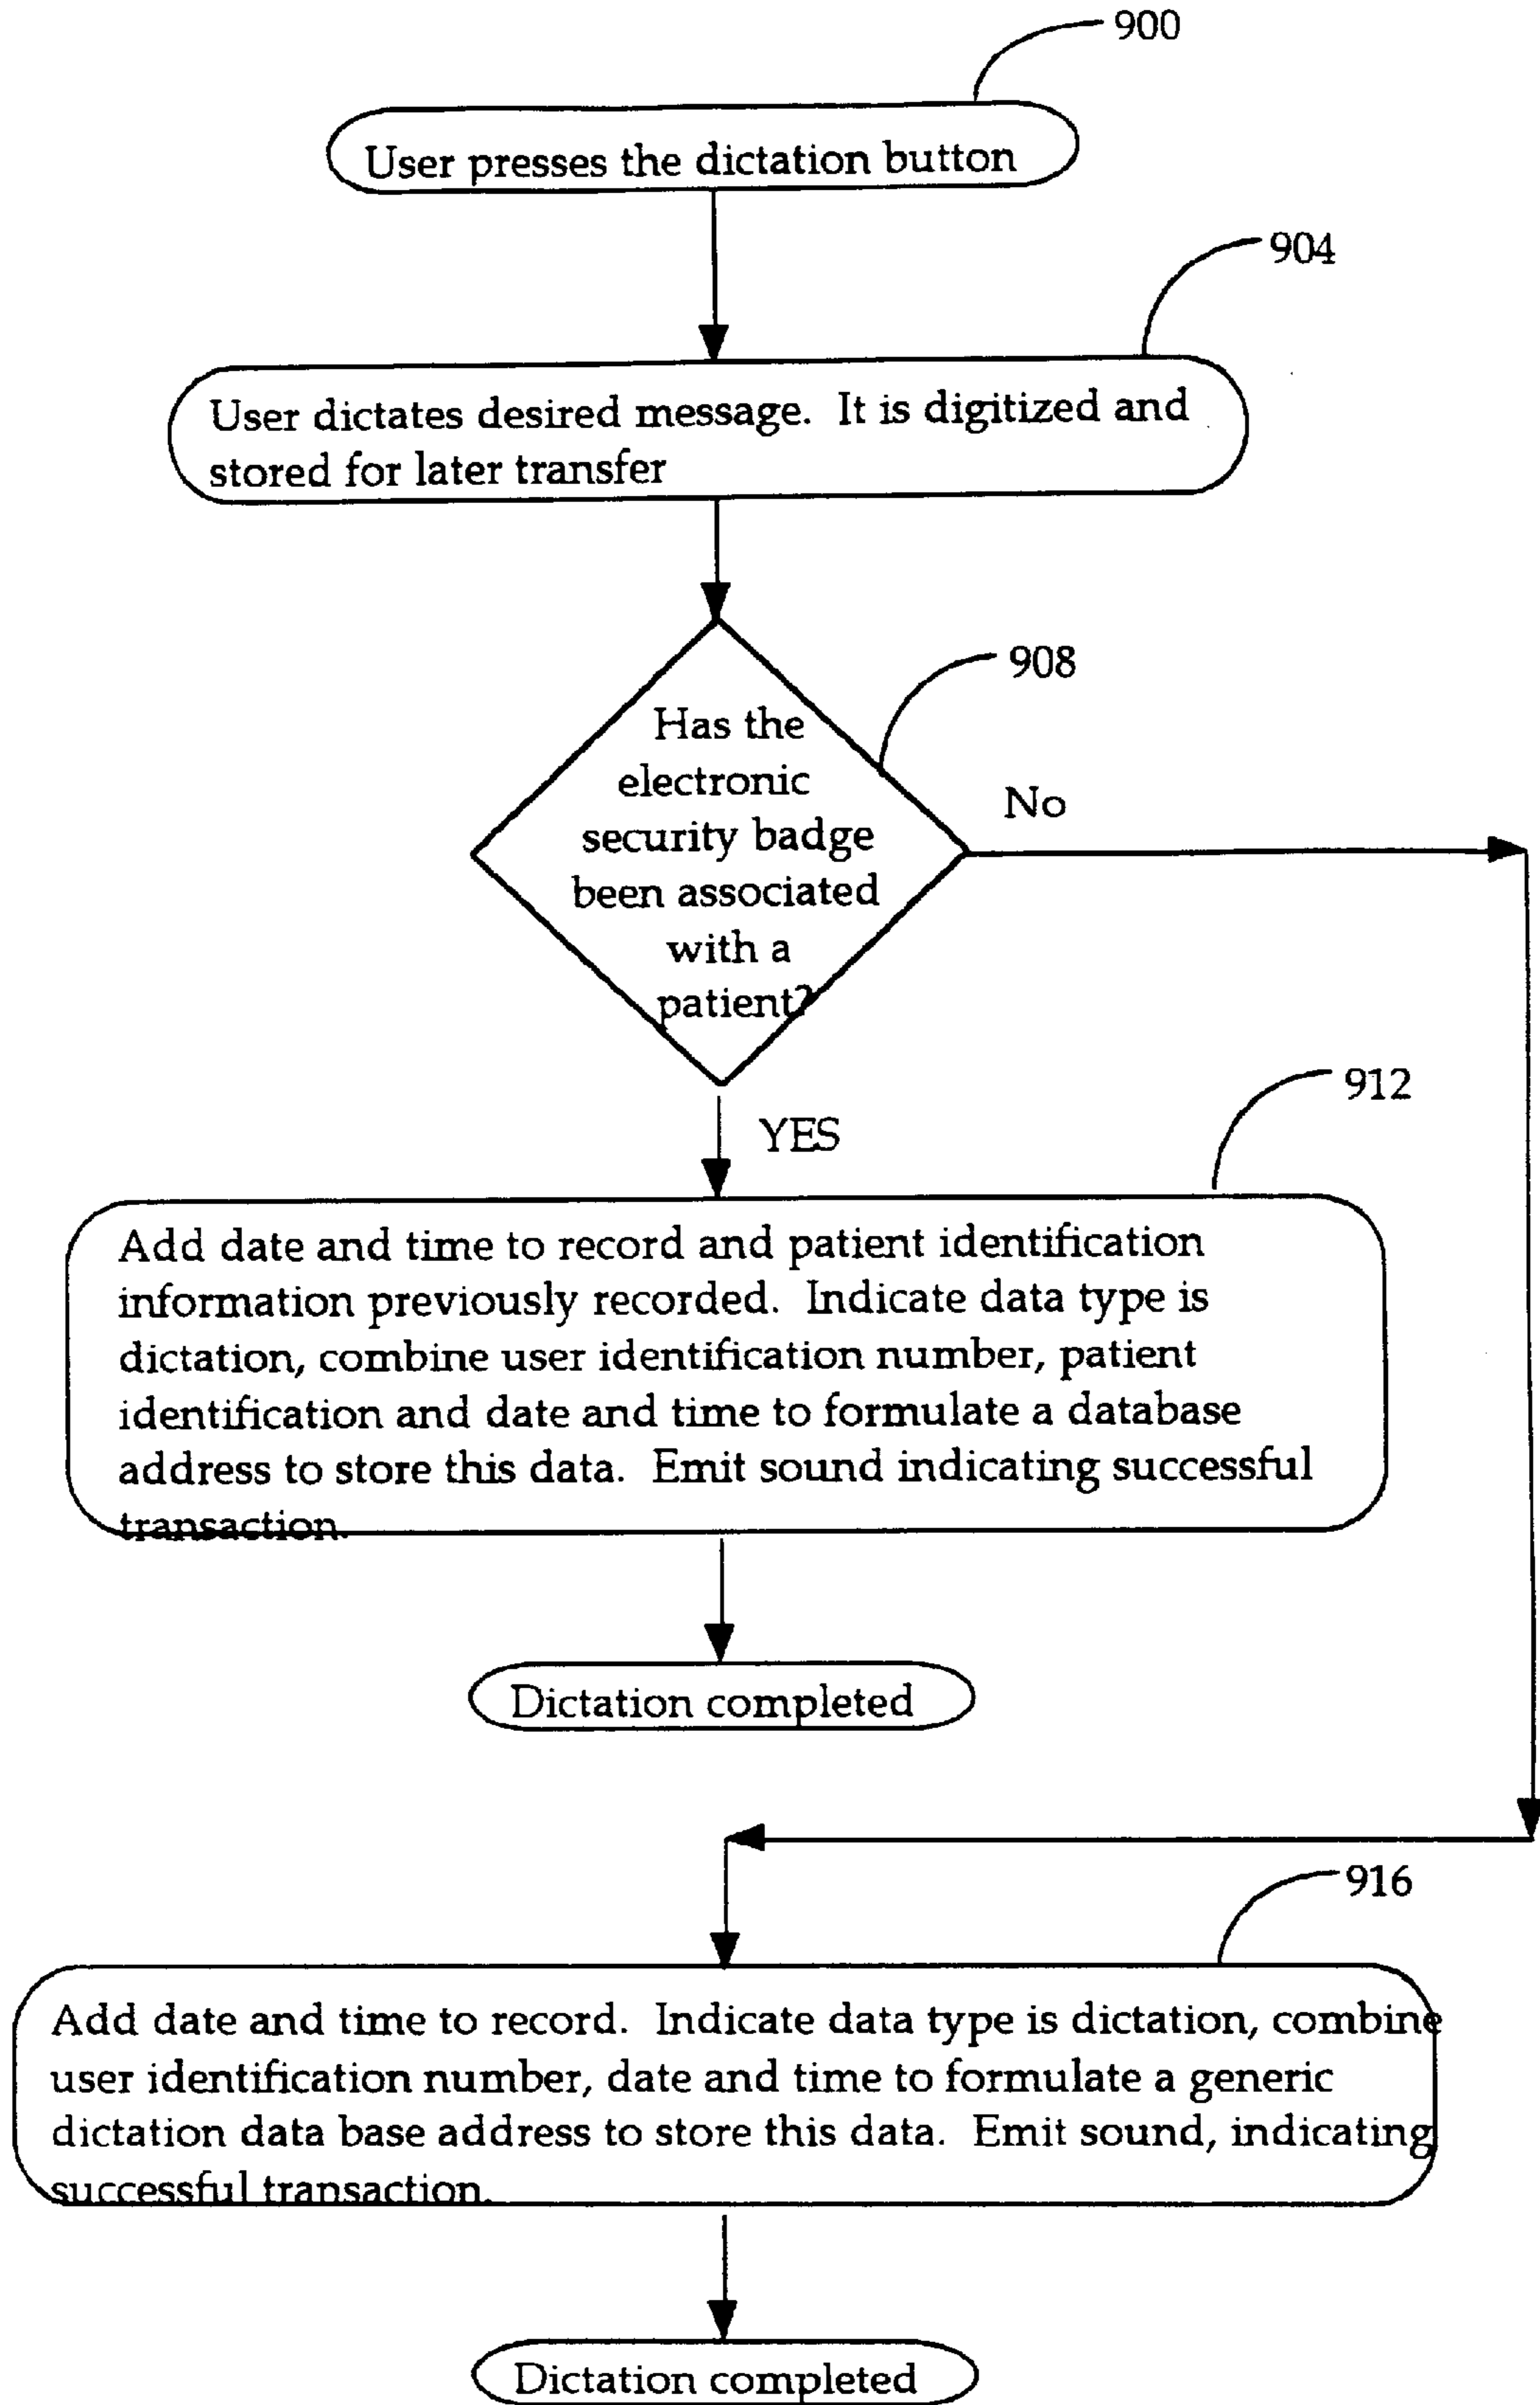 900
User presses the dictation button
904
User dictates desired message. It is digitized and
stored for later transfer
908
Has the
electronic
security badge
been associated
with a
patient?
No
YES
912
Add date and time to record and patient identification
information previously recorded. Indicate data type is
dictation, combine user identification number, patient
identification and date and time to formulate a database
address to store this data. Emit sound indicating successful
transaction.
Dictation completed
916
Add date and time to record. Indicate data type is dictation, combine
user identification number, date and time to formulate a generic
dictation data base address to store this data. Emit sound, indicating
successful transaction.
Dictation completed